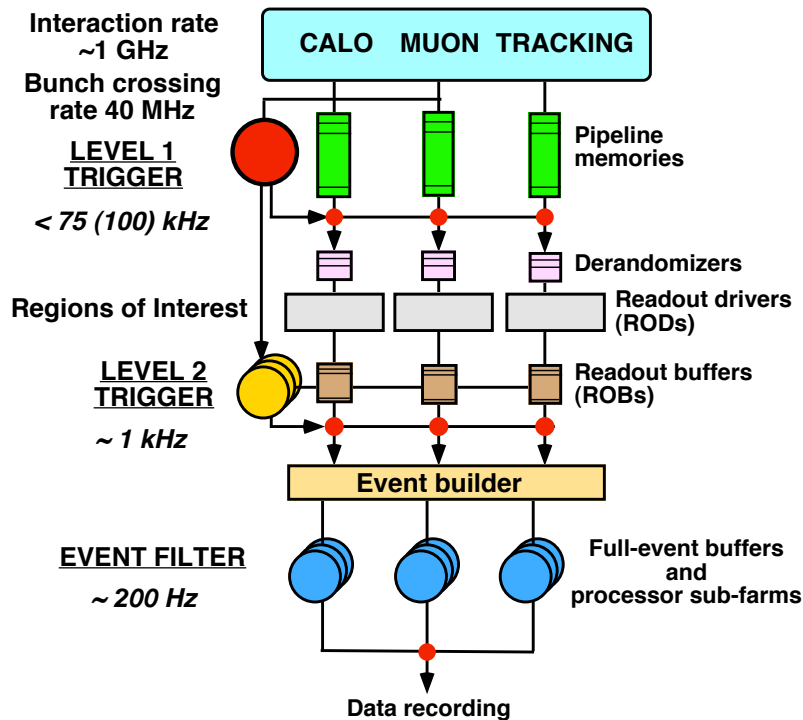 Interaction rate
~1 GHz
CALO MUON TRACKING
Bunch crossing
rate 40 MHz
LEVEL 1
TRIGGER
< 75 (100) kHz
Pipeline
memories
Derandomizers
Regions of Interest
Readout drivers
(RODs)
LEVEL 2
TRIGGER
~ 1 kHz
Readout buffers
(ROBs)
Event builder
EVENT FILTER
~ 200 Hz
Full-event buffers
and
processor sub-farms
Data recording